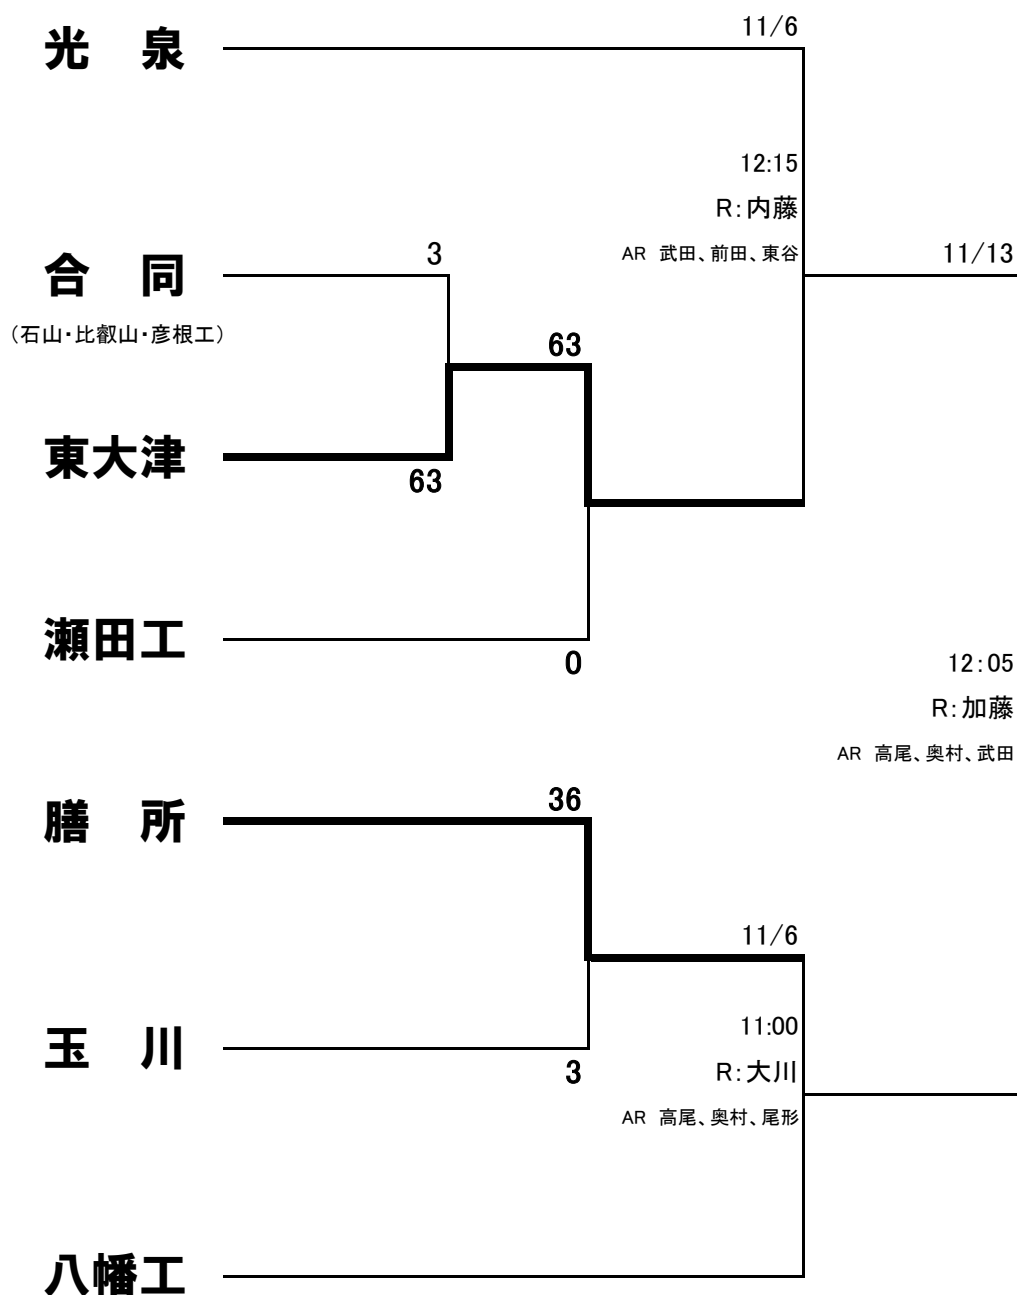 11/6
光　泉
12:15
R:内藤
AR　武田、前田、東谷
3
11/13
合　同
（石山・比叡山・彦根工）
63
東大津
63
瀬田工
0
12:05
R:加藤
AR　高尾、奥村、武田
36
膳　所
11/6
11:00
玉　川
3
R:大川
AR　高尾、奥村、尾形
八幡工